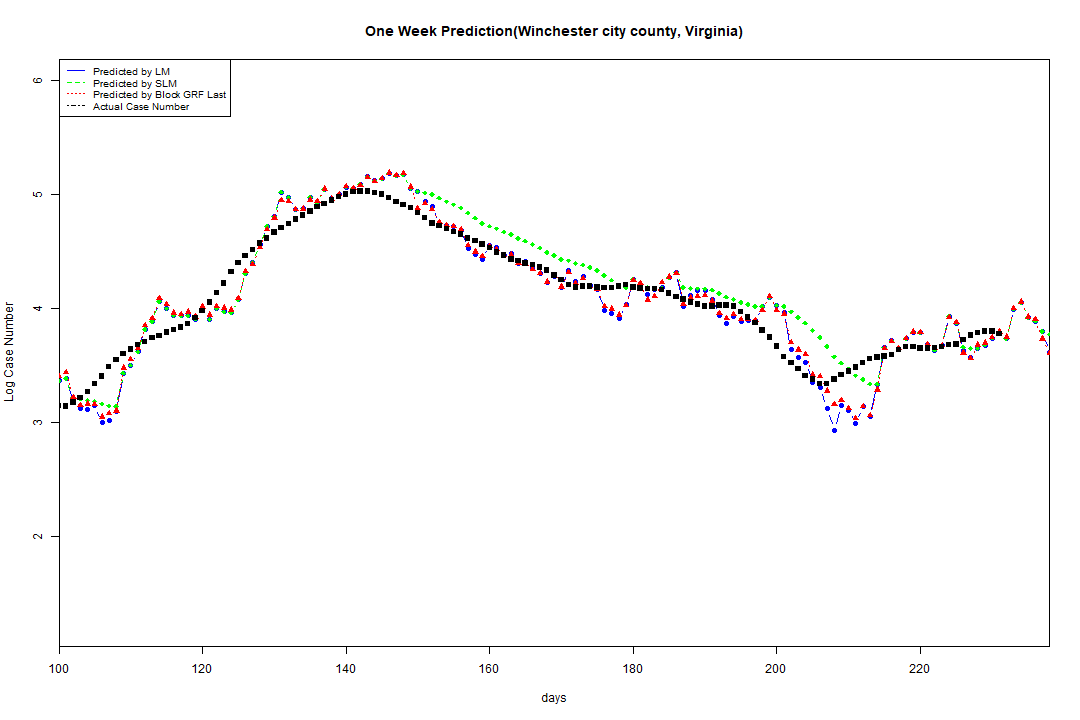 One Week Prediction(Winchester city county, Virginia)
Predicted by LM
Predicted by SLM
Predicted by Block GRF Last
Actual Case Number
6
5
4
3
2
Log Case Number
100 120 140 160 180 200 220
days